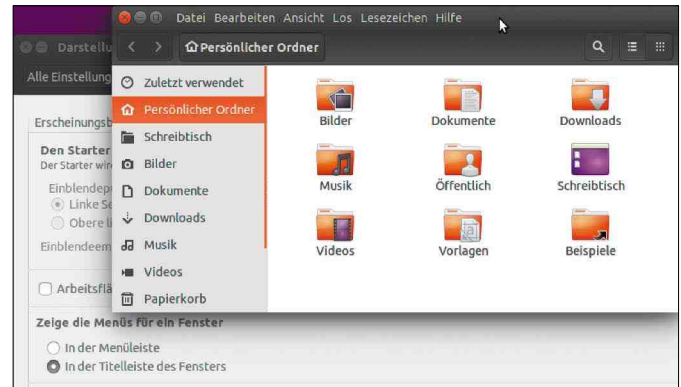 Datei Bearbeiten Ansicht Los Lesezeichen Hilfe
Persönlicher Ordner
Zuletzt verwendet
Persönlicher Ordner
Schreibtisch
Bilder
Dokumente
Downloads
Musik
Videos
Papierkorb
Bilder Dokumente Downloads
Musik Öffentlich Schreibtisch
Videos Vorlagen Beispiele
Darstellu
Alle Einstellung
Erscheinungsb
Den Starter
Der Starter wir
Einblendep
Linke Se
Obere li
Einblendeem
Arbeitsflä
Zeige die Menüs für ein Fenster
In der Menüleiste
In der Titelleiste des Fensters